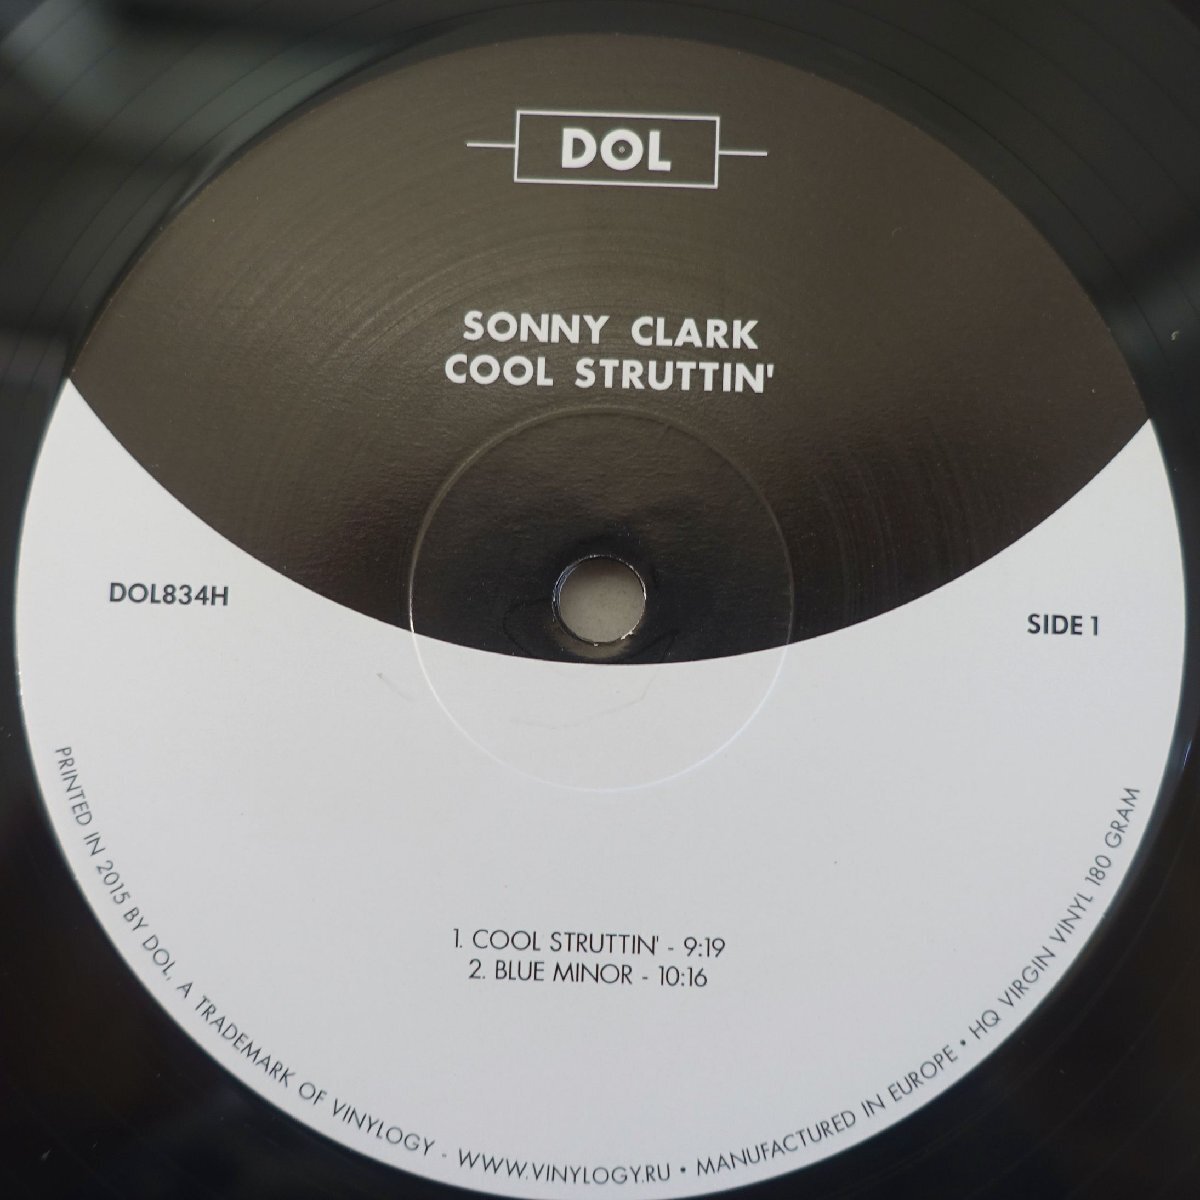 DOL
SONNY CLARK
COOL STRUTTIN'
DOL834H
SIDE 1
1. COOL STRUTTIN' - 9:19
2. BLUE MINOR - 10:16
PRINTED IN 2015 BY DOL, A TRADEMARK OF VINYLOGY - WWW.VINYLOGY.RU • MANUFACTURED IN EUROPE • HQ VIRGIN VINYL 180 GRAM